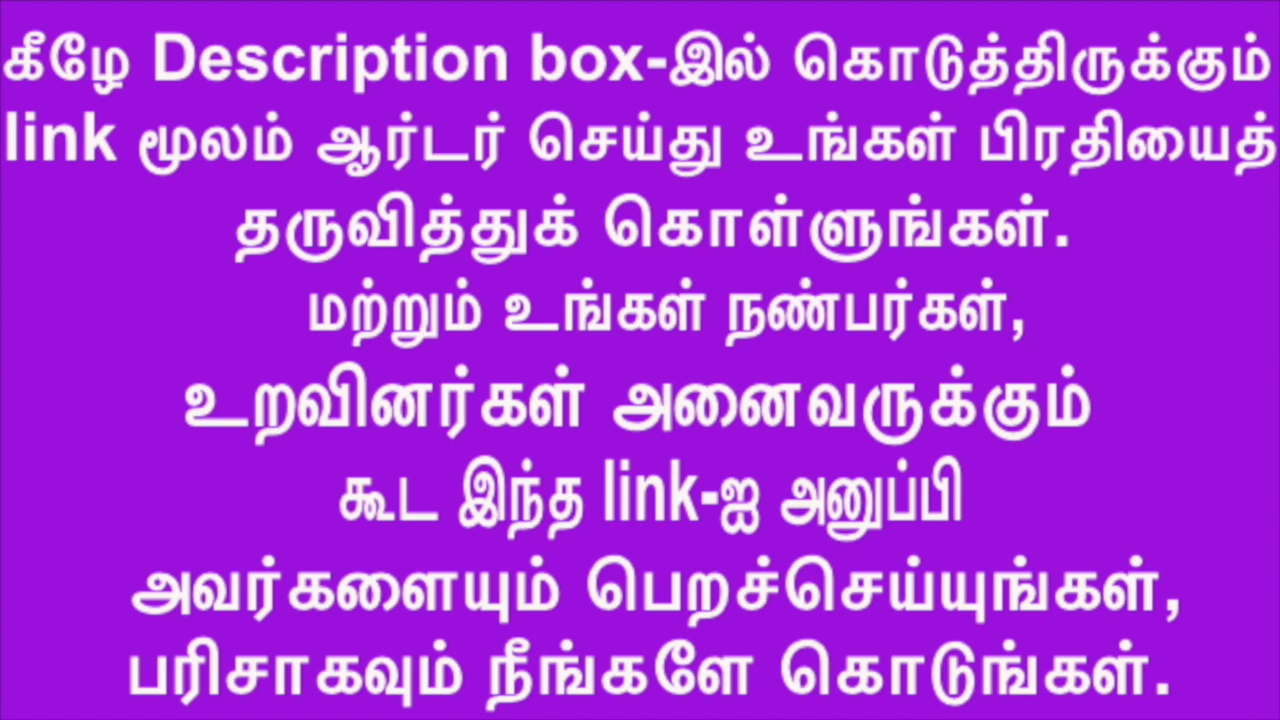 கீழே Description box-இல் கொடுத்திருக்கும்
link மூலம் ஆர்டர் செய்து உங்கள் பிரதியைத்
தருவித்துக் கொள்ளுங்கள்.
மற்றும் உங்கள் நண்பர்கள்,
உறவினர்கள் அனைவருக்கும்
கூட இந்த link-ஐ அனுப்பி
அவர்களையும் பெறச்செய்யுங்கள்,
பரிசாகவும் நீங்களே கொடுங்கள்.